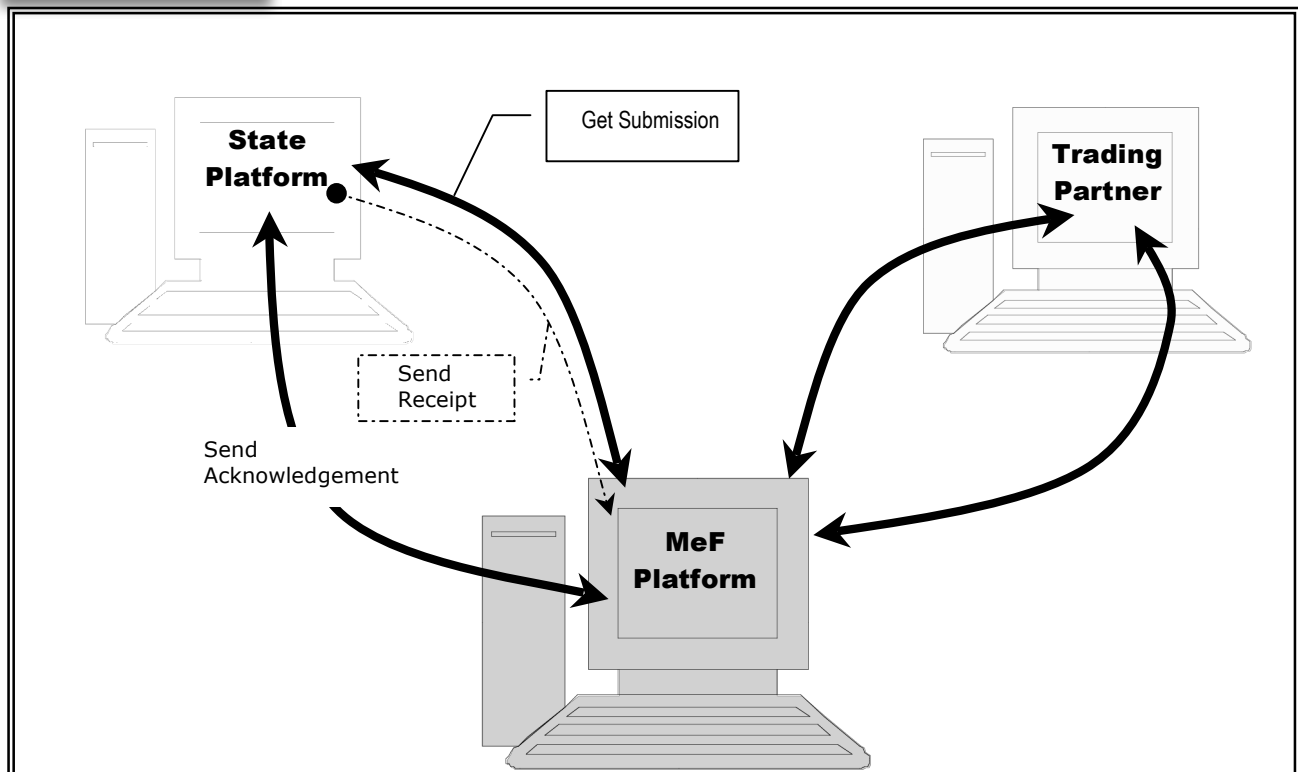 Get Submission
State
Platform
Trading
Partner
Send
Receipt
Send
Acknowledgement
MeF
Platform